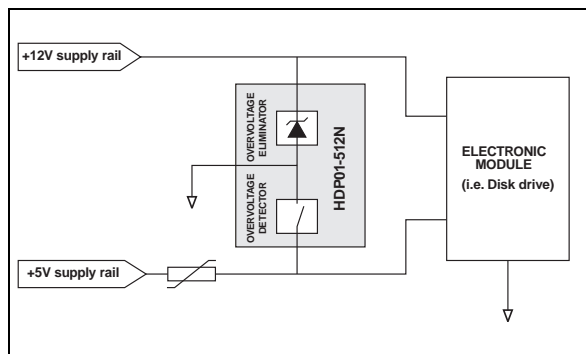 +12V supply rail
OVERVOLTAGE
ELIMINATOR
OVERVOLTAGE
DETECTOR
HDP01-512N
ELECTRONIC
MODULE
(i.e. Disk drive)
+5V supply rail